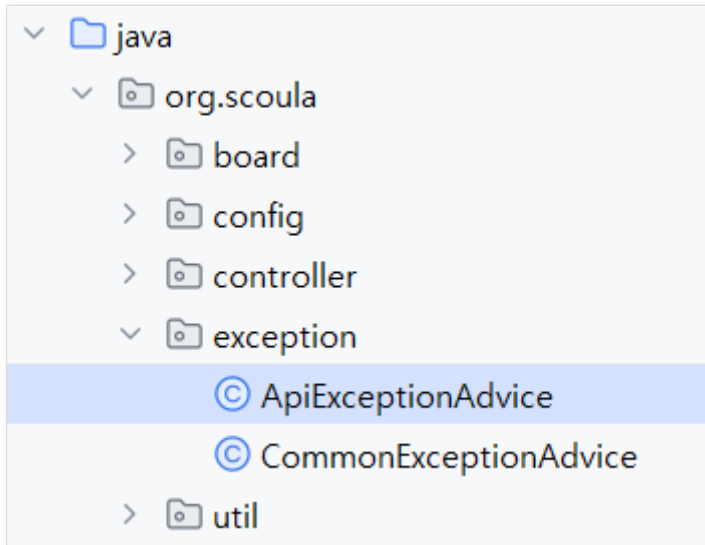 java
org.scoula
board
config
controller
exception
ApiExceptionAdvice
CommonExceptionAdvice
util